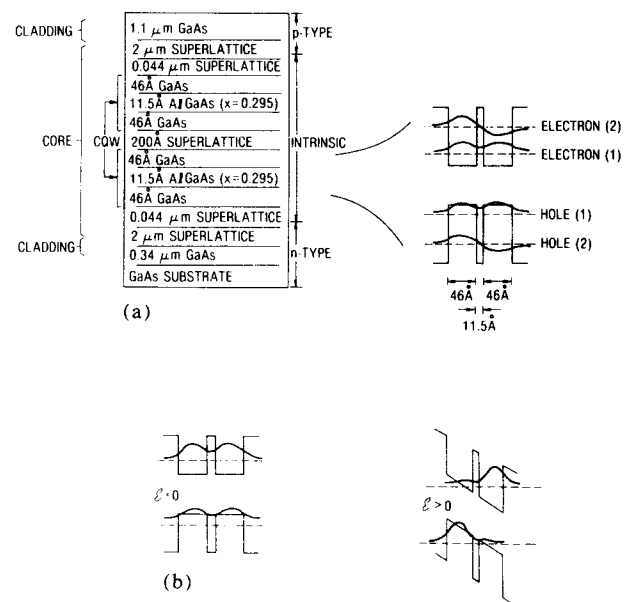 CLADDING
CORE
CQW
CLADDING
1.1 μm GaAs
2 μm SUPERLATTICE
0.044 μm SUPERLATTICE
46Å GaAs
11.5Å AlGaAs (x=0.295)
46Å GaAs
200Å SUPERLATTICE
46Å GaAs
11.5Å AlGaAs (x=0.295)
46Å GaAs
0.044 μm SUPERLATTICE
2 μm SUPERLATTICE
0.34 μm GaAs
GaAs SUBSTRATE
p-TYPE
INTRINSIC
n-TYPE
(a)
ELECTRON (2)
ELECTRON (1)
HOLE (1)
HOLE (2)
46Å 46Å
11.5Å
ℰ=0
ℰ>0
(b)